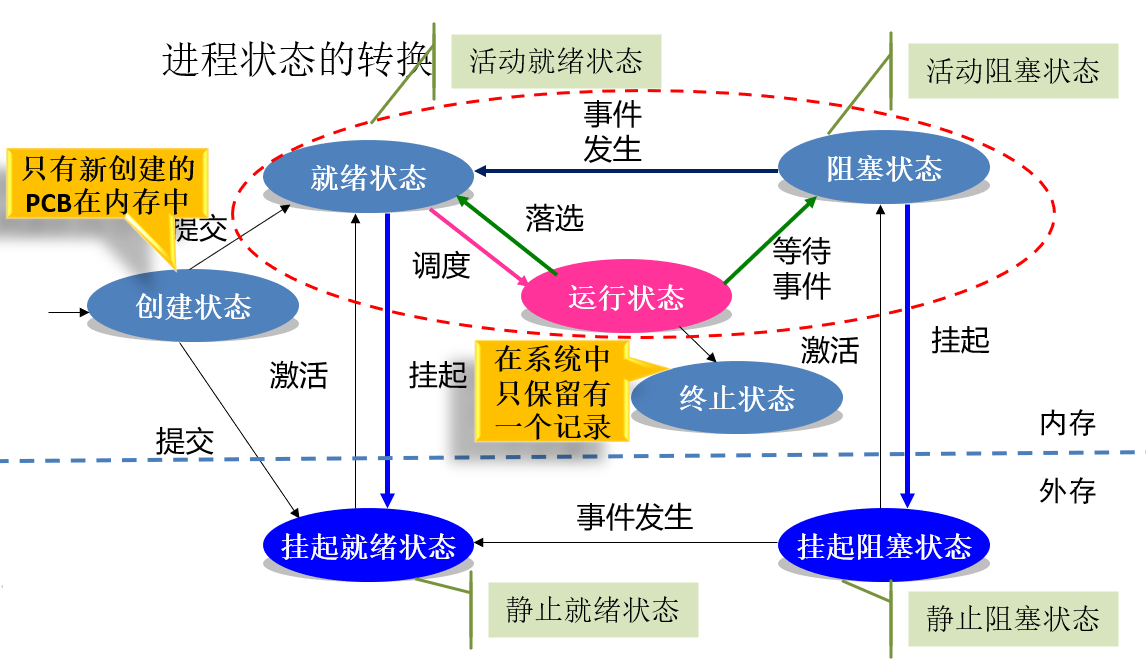 进程状态的转换
活动就绪状态
活动阻塞状态
事件
发生
只有新创建的
PCB在内存中
就绪状态
阻塞状态
提交
落选
调度
等待
事件
创建状态
运行状态
激活
挂起
在系统中
只保留有
一个记录
终止状态
激活
挂起
提交
内存
外存
事件发生
挂起就绪状态
挂起阻塞状态
静止就绪状态
静止阻塞状态